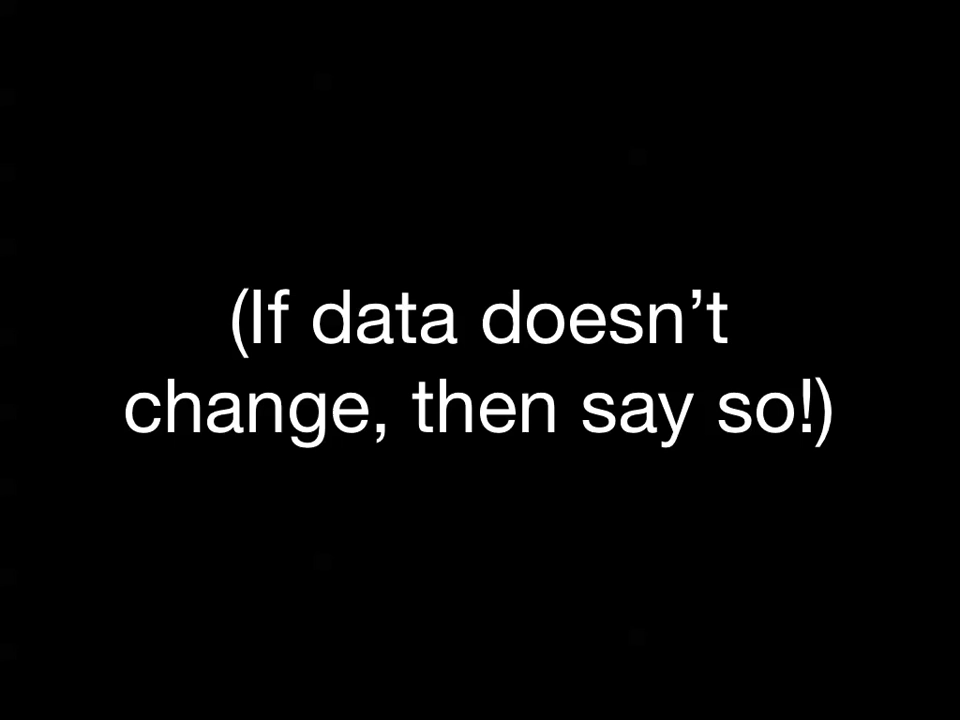 (If data doesn’t
change, then say so!)